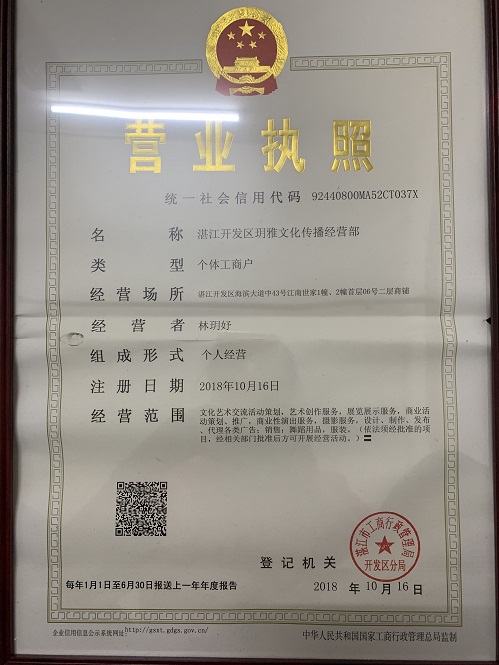 营业执照
统一社会信用代码 92440800MA52CT037X
名称 湛江开发区玥雅文化传播经营部
类型 个体工商户
经营场所 湛江开发区海滨大道中43号江南世家1幢、2幢首层06号二层商铺
经营者 林玥妤
组成形式 个人经营
注册日期 2018年10月16日
经营范围 文化艺术交流活动策划，艺术创作服务，展览展示服务，商业活
动策划、推广，商业性演出服务，摄影服务，设计、制作、发布
、代理各类广告；销售：舞蹈用品，服装。（依法须经批准的项
目，经相关部门批准后方可开展经营活动。）〓
湛江市工商行政管理局
开发区分局
登记机关
每年1月1日至6月30日报送上一年年度报告
2018 年 10 月 16 日
企业信用信息公示系统网址：http://gsxt.gdgs.gov.cn/
中华人民共和国国家工商行政管理总局监制